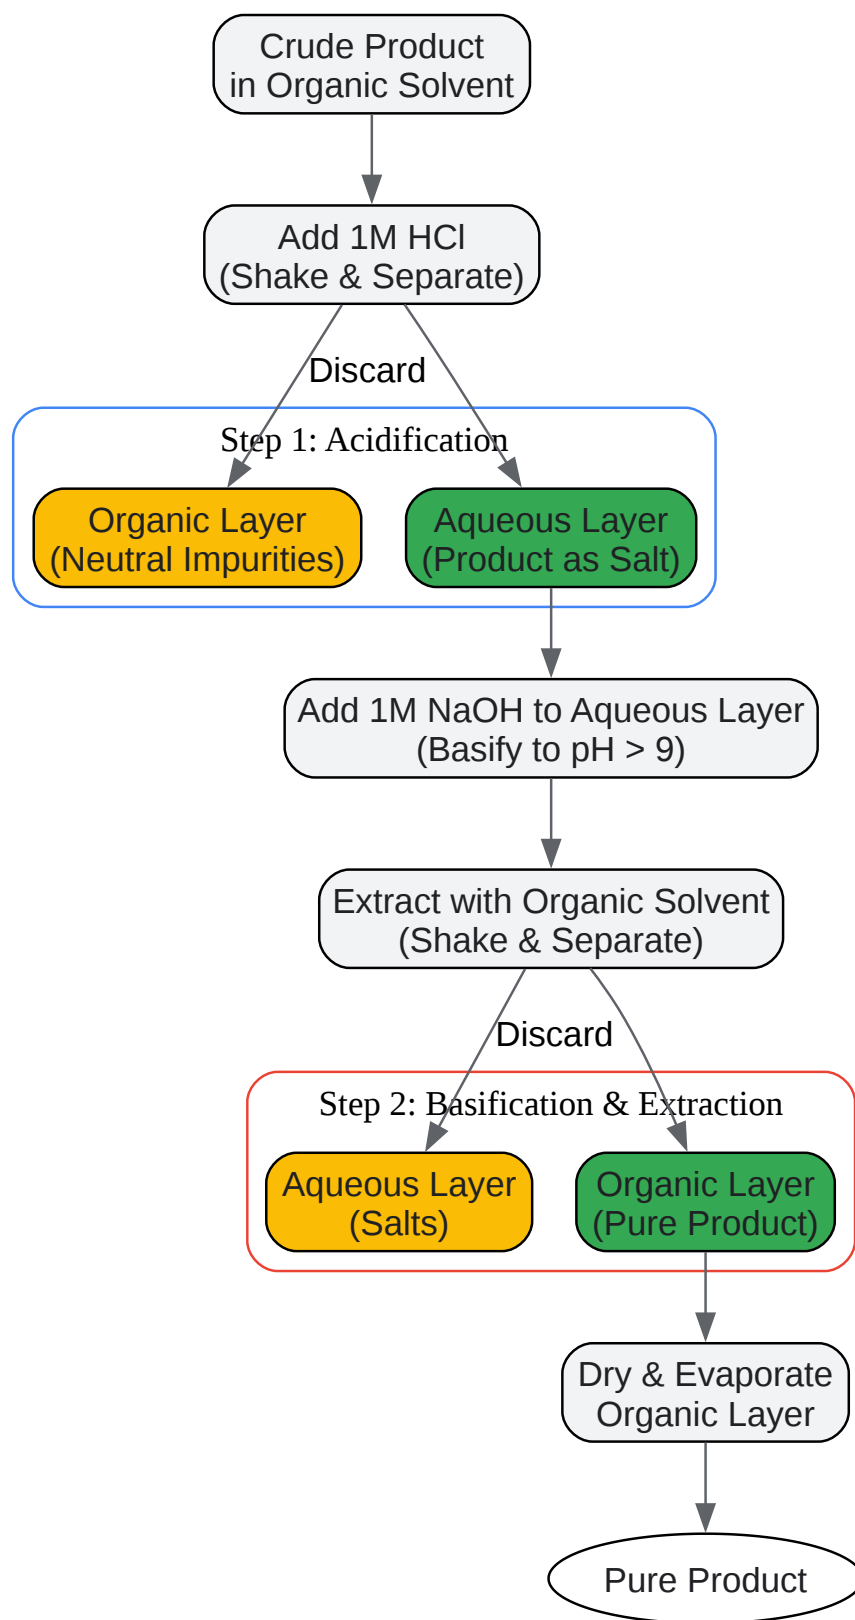 Crude Product
in Organic Solvent
Add 1M HCl
(Shake & Separate)
Discard
Step 1: Acidification
Organic Layer
(Neutral Impurities)
Aqueous Layer
(Product as Salt)
Add 1M NaOH to Aqueous Layer
(Basify to pH > 9)
Extract with Organic Solvent
(Shake & Separate)
Discard
Step 2: Basification & Extraction
Aqueous Layer
(Salts)
Organic Layer
(Pure Product)
Dry & Evaporate
Organic Layer
Pure Product